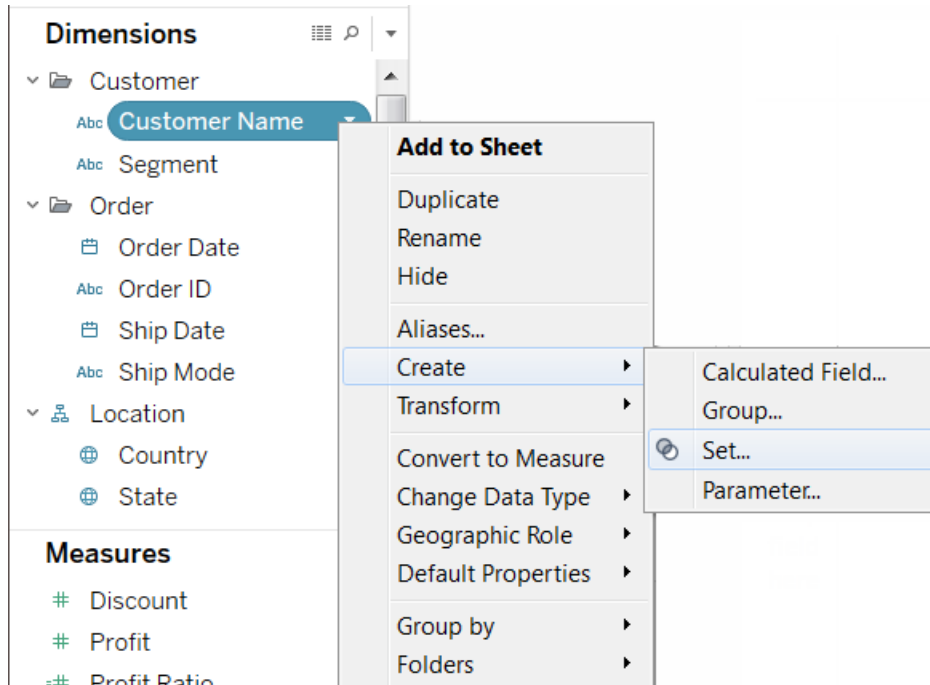 Dimensions
Customer
Abc Customer Name
Abc Segment
Order
Order Date
Abc Order ID
Ship Date
Abc Ship Mode
Location
Country
State
Measures
# Discount
# Profit
=# Profit Ratio
Add to Sheet
Duplicate
Rename
Hide
Aliases...
Create
Transform
Convert to Measure
Change Data Type
Geographic Role
Default Properties
Group by
Folders
Calculated Field...
Group...
Set...
Parameter...